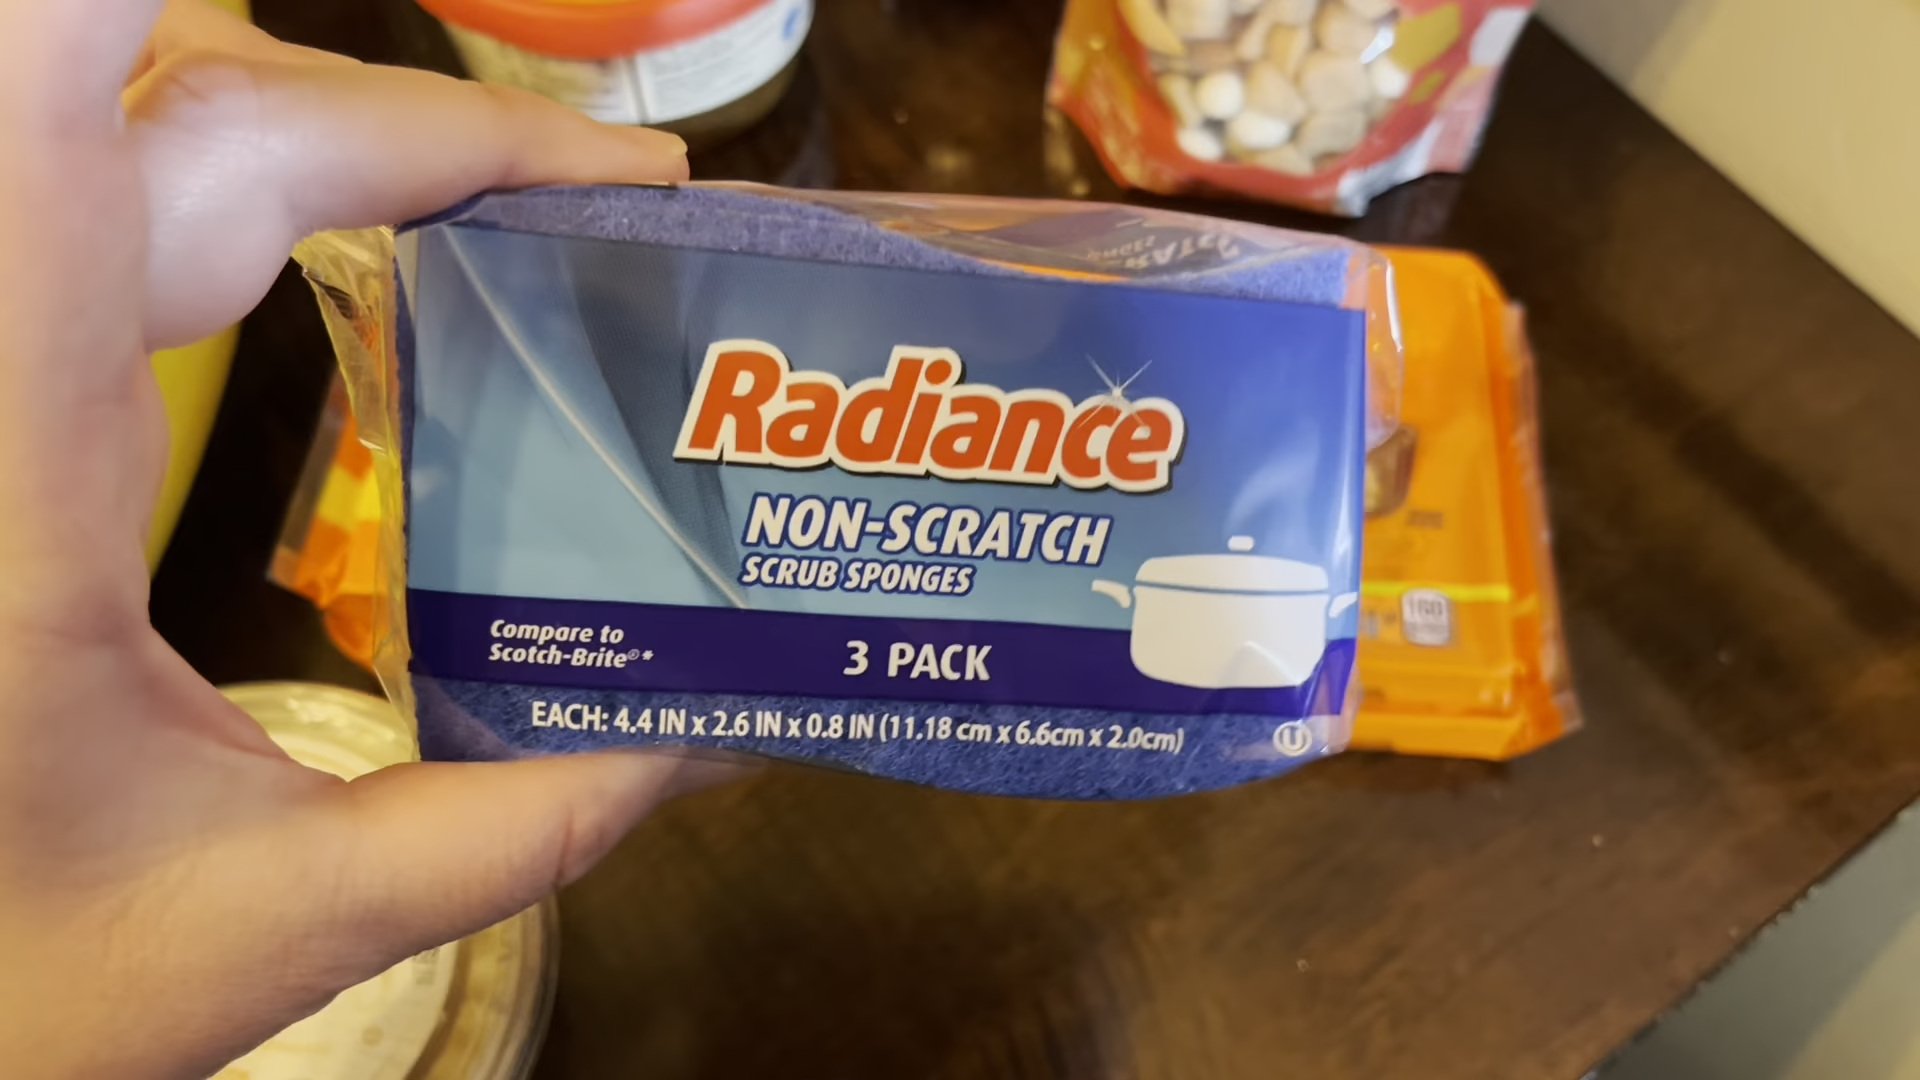 Radiance
NON-SCRATCH
SCRUB SPONGES
Compare to
Scotch-Brite®*
3 PACK
EACH: 4.4 IN x 2.6 IN x 0.8 IN (11.18 cm x 6.6cm x 2.0cm)
U
160